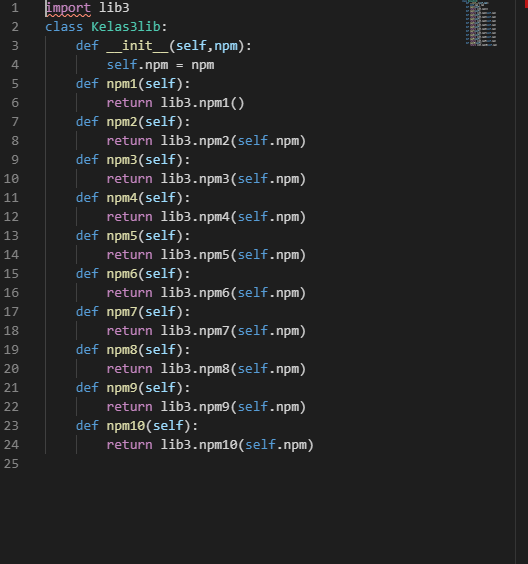 1 import lib3
2 class Kelas3lib:
3     def __init__(self,npm):
4         self.npm = npm
5     def npm1(self):
6         return lib3.npm1()
7     def npm2(self):
8         return lib3.npm2(self.npm)
9     def npm3(self):
10         return lib3.npm3(self.npm)
11     def npm4(self):
12         return lib3.npm4(self.npm)
13     def npm5(self):
14         return lib3.npm5(self.npm)
15     def npm6(self):
16         return lib3.npm6(self.npm)
17     def npm7(self):
18         return lib3.npm7(self.npm)
19     def npm8(self):
20         return lib3.npm8(self.npm)
21     def npm9(self):
22         return lib3.npm9(self.npm)
23     def npm10(self):
24         return lib3.npm10(self.npm)
25